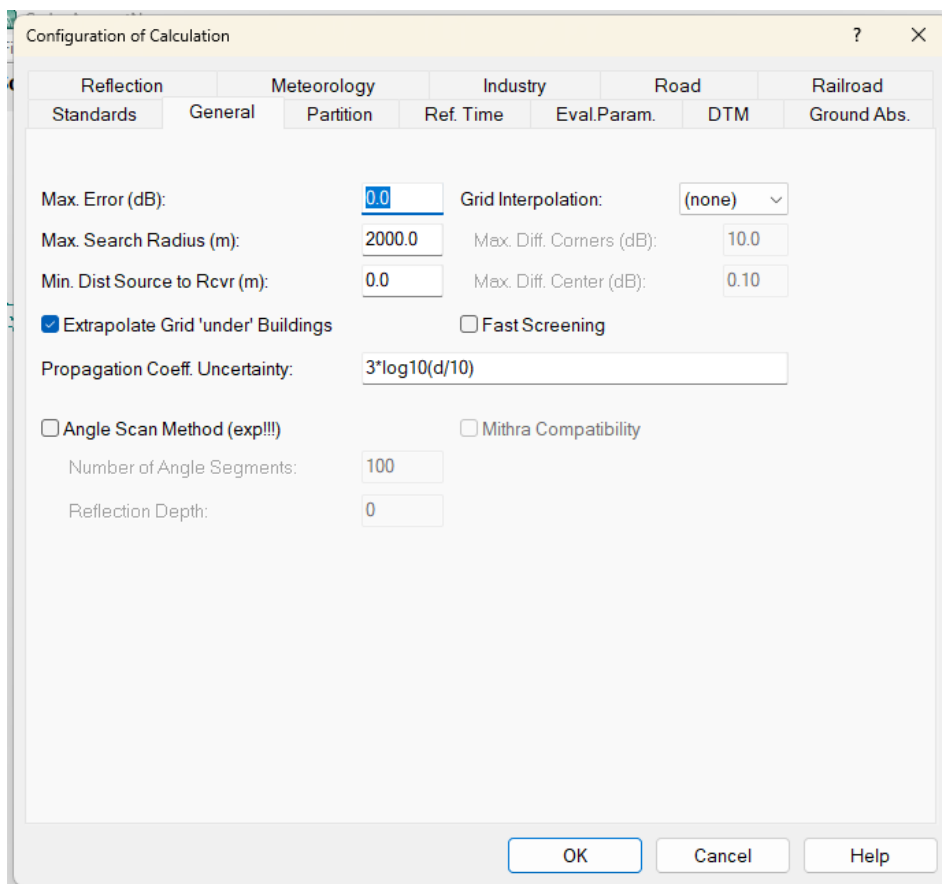 Configuration of Calculation
?
Reflection Meteorology Industry Road Railroad
Standards General Partition Ref. Time Eval.Param. DTM Ground Abs.
Max. Error (dB): 0.0 Grid Interpolation: (none)
Max. Search Radius (m): 2000.0 Max. Diff. Corners (dB): 10.0
Min. Dist Source to Rcvr (m): 0.0 Max. Diff. Center (dB): 0.10
Extrapolate Grid 'under' Buildings Fast Screening
Propagation Coeff. Uncertainty: 3*log10(d/10)
Angle Scan Method (exp!!!) Mithra Compatibility
Number of Angle Segments: 100
Reflection Depth: 0
OK Cancel Help